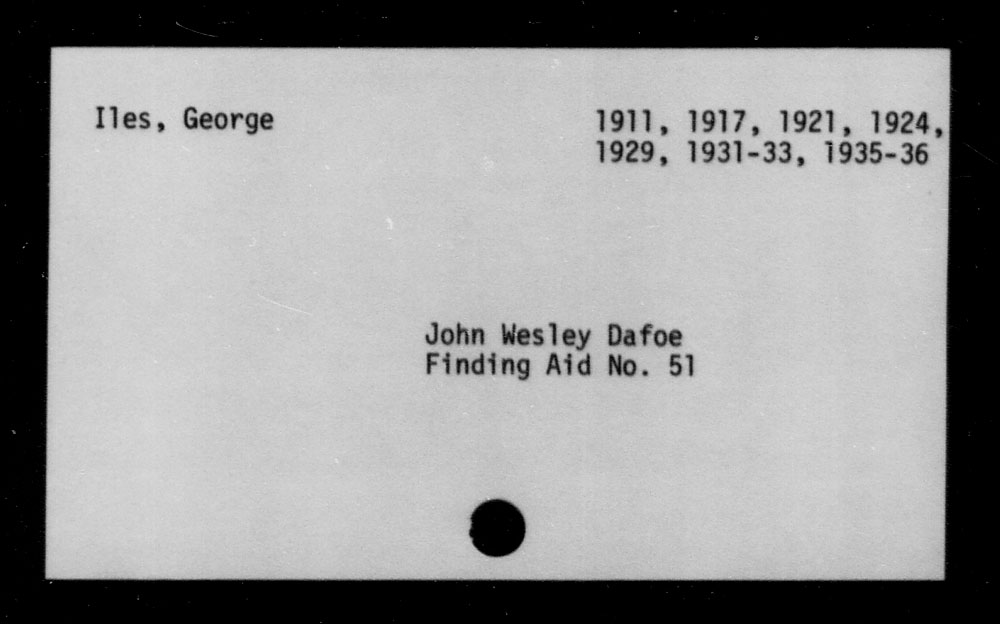 Iles, George
1911, 1917, 1921, 1924,
1929, 1931-33, 1935-36
John Wesley Dafoe
Finding Aid No. 51